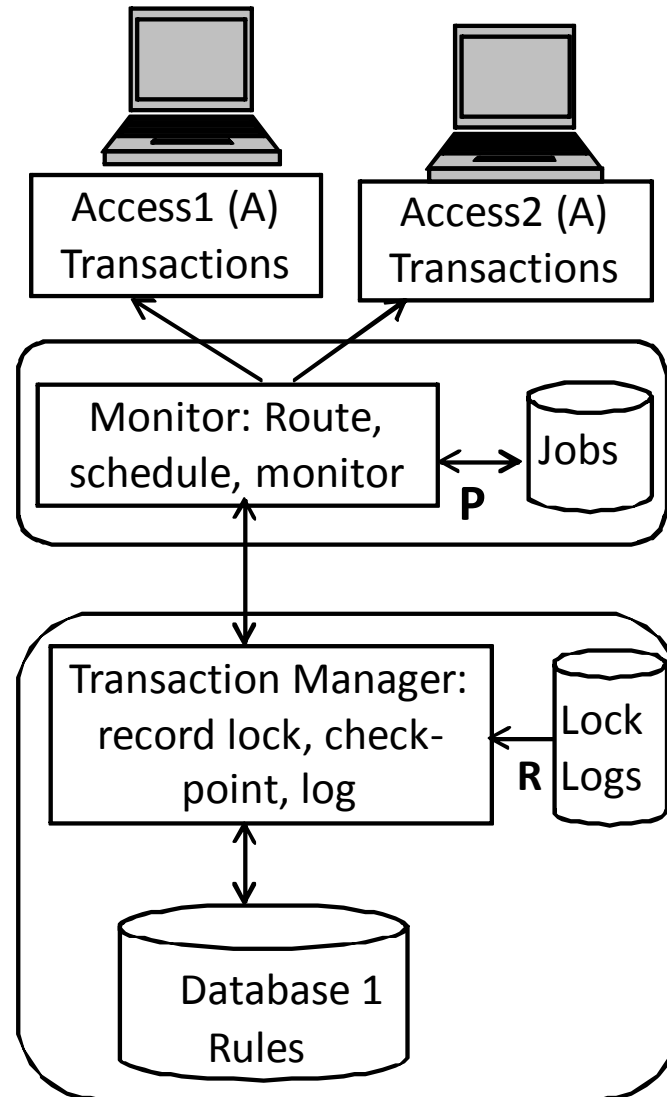 Access1 (A)
Transactions
Access2 (A)
Transactions
Monitor: Route,
schedule, monitor
P
Jobs
Transaction Manager:
record lock, check-
point, log
R
Lock
Logs
Database 1
Rules